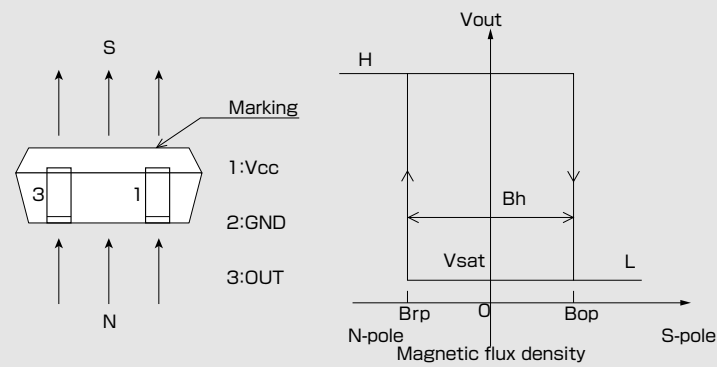 S
Marking
3
1
1:Vcc
2:GND
3:OUT
N
Vout
H
Bh
Vsat
L
Brp
O
Bop
N-pole
S-pole
Magnetic flux density